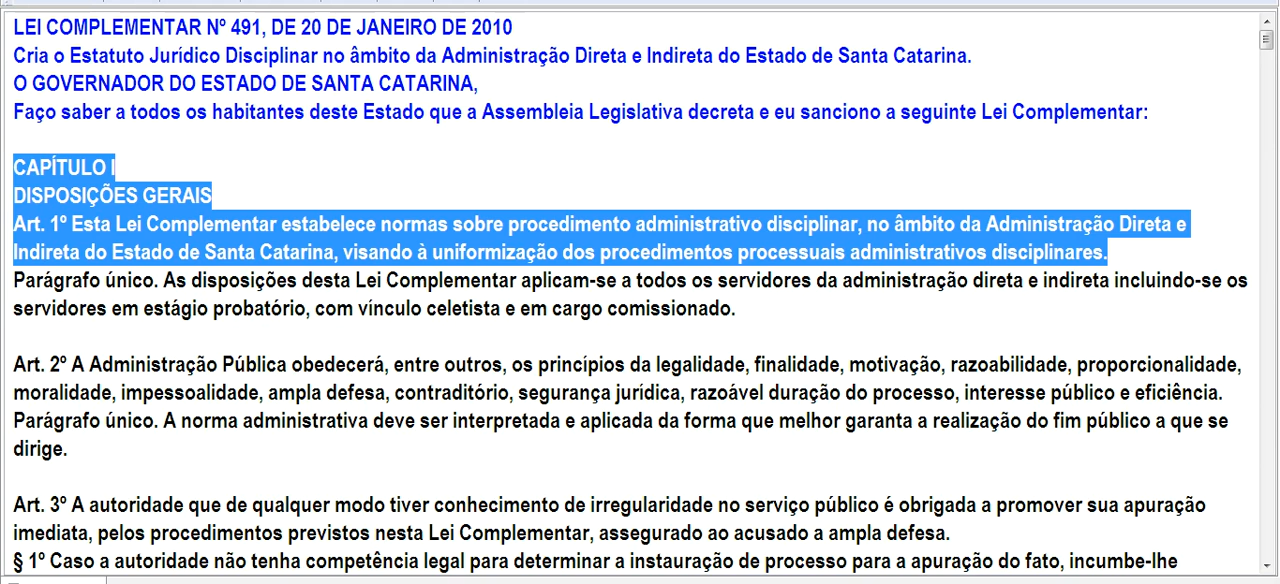 LEI COMPLEMENTAR Nº 491, DE 20 DE JANEIRO DE 2010
Cria o Estatuto Jurídico Disciplinar no âmbito da Administração Direta e Indireta do Estado de Santa Catarina.
O GOVERNADOR DO ESTADO DE SANTA CATARINA,
Faço saber a todos os habitantes deste Estado que a Assembleia Legislativa decreta e eu sanciono a seguinte Lei Complementar:
CAPÍTULO I
DISPOSIÇÕES GERAIS
Art. 1º Esta Lei Complementar estabelece normas sobre procedimento administrativo disciplinar, no âmbito da Administração Direta e
Indireta do Estado de Santa Catarina, visando à uniformização dos procedimentos processuais administrativos disciplinares.
Parágrafo único. As disposições desta Lei Complementar aplicam-se a todos os servidores da administração direta e indireta incluindo-se os
servidores em estágio probatório, com vínculo celetista e em cargo comissionado.
Art. 2º A Administração Pública obedecerá, entre outros, os princípios da legalidade, finalidade, motivação, razoabilidade, proporcionalidade,
moralidade, impessoalidade, ampla defesa, contraditório, segurança jurídica, razoável duração do processo, interesse público e eficiência.
Parágrafo único. A norma administrativa deve ser interpretada e aplicada da forma que melhor garanta a realização do fim público a que se
dirige.
Art. 3º A autoridade que de qualquer modo tiver conhecimento de irregularidade no serviço público é obrigada a promover sua apuração
imediata, pelos procedimentos previstos nesta Lei Complementar, assegurado ao acusado a ampla defesa.
§ 1º Caso a autoridade não tenha competência legal para determinar a instauração de processo para a apuração do fato, incumbe-lhe